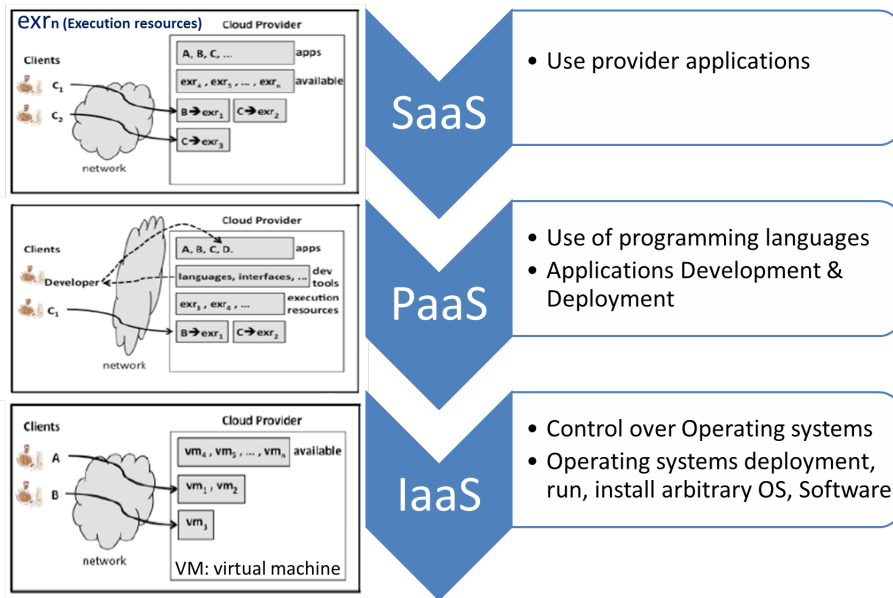 exrn (Execution resources)
Cloud Provider
Clients
A, B, C, ... apps
exr4 , exr5 , ... , exrn available
C1
C2
B➔exr1 C➔exr2
C➔exr3
network
SaaS
• Use provider applications
Cloud Provider
Clients
A, B, C, D. apps
Developer
languages, interfaces, ... dev
tools
exr3 , exr4 , ... execution
resources
C1
B➔exr1 C➔exr2
network
PaaS
• Use of programming languages
• Applications Development &
Deployment
Cloud Provider
Clients
vm4 , vm5 , ... , vmn available
A
vm1 , vm2
B
vm3
network
VM: virtual machine
IaaS
• Control over Operating systems
• Operating systems deployment,
run, install arbitrary OS, Software